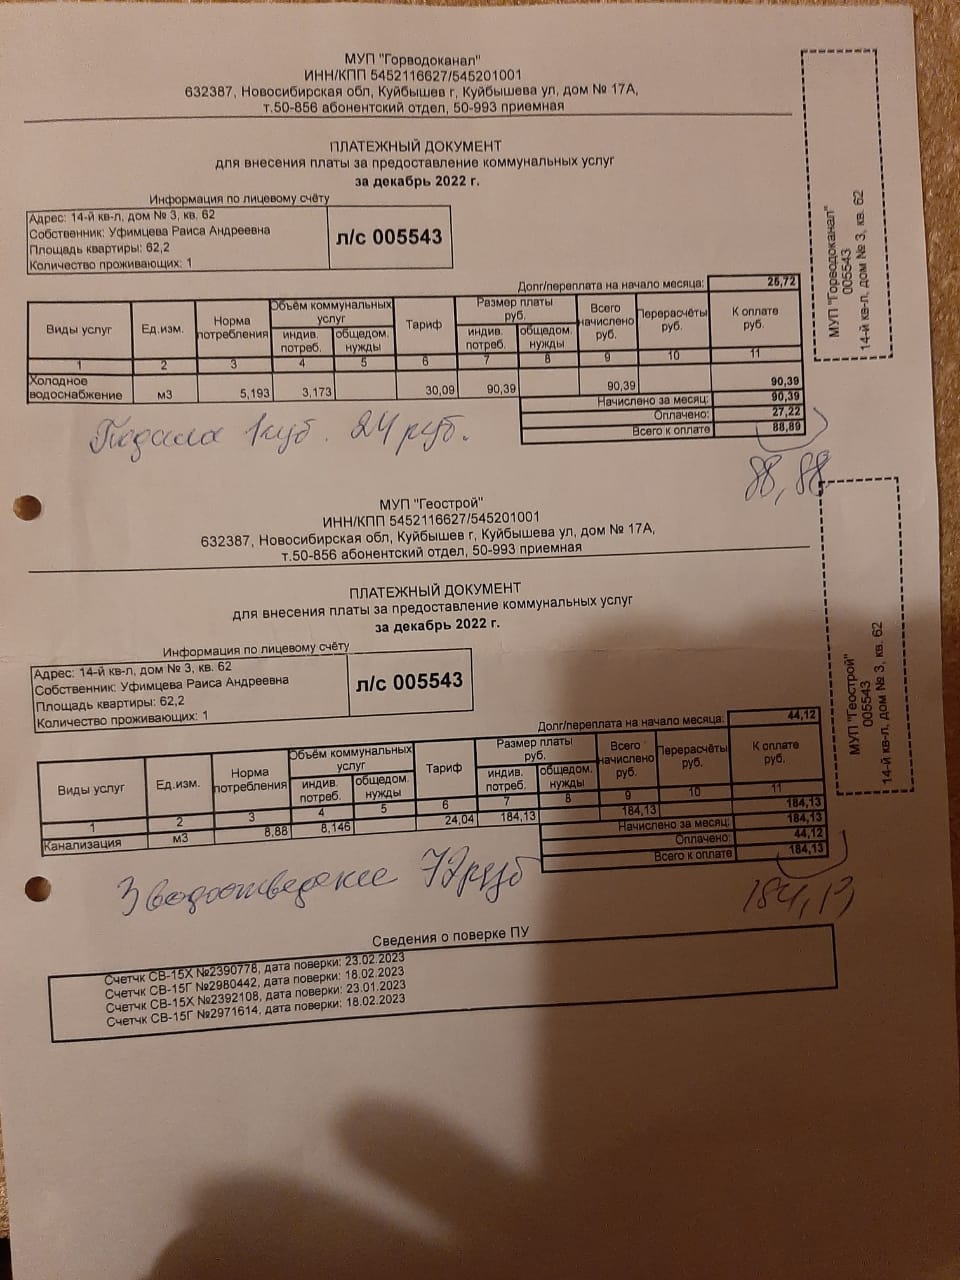 МУП "Горводоканал"
ИНН/КПП 5452116627/545201001
632387, Новосибирская обл, Куйбышев г, Куйбышева ул, дом № 17А,
т.50-856 абонентский отдел, 50-993 приемная
ПЛАТЕЖНЫЙ ДОКУМЕНТ
для внесения платы за предоставление коммунальных услуг
за декабрь 2022 г.
Информация по лицевому счёту
Адрес: 14-й кв-л, дом № 3, кв. 62
Собственник: Уфимцева Раиса Андреевна
Площадь квартиры: 62,2
Количество проживающих: 1
л/с 005543
МУП "Горводоканал"
005543
14-й кв-л, дом № 3, кв. 62
Долг/переплата на начало месяца: 25,72
Виды услуг Ед.изм. Норма потребления Объём коммунальных услуг индив. потреб. общедом. нужды Тариф Размер платы руб. индив. потреб. общедом. нужды Всего начислено руб. Перерасчёты руб. К оплате руб.
1 2 3 4 5 6 7 8 9 10 11
Холодное водоснабжение м3 5,193 3,173 30,09 90,39 90,39 90,39
Начислено за месяц: 90,39
Оплачено: 27,22
Всего к оплате 88,89
Подала 1 куб. 24 руб.
88,88
МУП "Геострой"
ИНН/КПП 5452116627/545201001
632387, Новосибирская обл, Куйбышев г, Куйбышева ул, дом № 17А,
т.50-856 абонентский отдел, 50-993 приемная
ПЛАТЕЖНЫЙ ДОКУМЕНТ
для внесения платы за предоставление коммунальных услуг
за декабрь 2022 г.
Информация по лицевому счёту
Адрес: 14-й кв-л, дом № 3, кв. 62
Собственник: Уфимцева Раиса Андреевна
Площадь квартиры: 62,2
Количество проживающих: 1
л/с 005543
МУП "Геострой"
005543
14-й кв-л, дом № 3, кв. 62
Долг/переплата на начало месяца: 44,12
Виды услуг Ед.изм. Норма потребления Объём коммунальных услуг индив. потреб. общедом. нужды Тариф Размер платы руб. индив. потреб. общедом. нужды Всего начислено руб. Перерасчёты руб. К оплате руб.
1 2 3 4 5 6 7 8 9 10 11
Канализация м3 8,88 8,146 24,04 184,13 184,13 184,13
Начислено за месяц: 184,13
Оплачено: 44,12
Всего к оплате 184,13
3 водоотведение 72 руб
184,13
Сведения о поверке ПУ
Счетчк СВ-15Х №2390778, дата поверки: 23.02.2023
Счетчк СВ-15Г №2980442, дата поверки: 18.02.2023
Счетчк СВ-15Х №2392108, дата поверки: 23.01.2023
Счетчк СВ-15Г №2971614, дата поверки: 18.02.2023